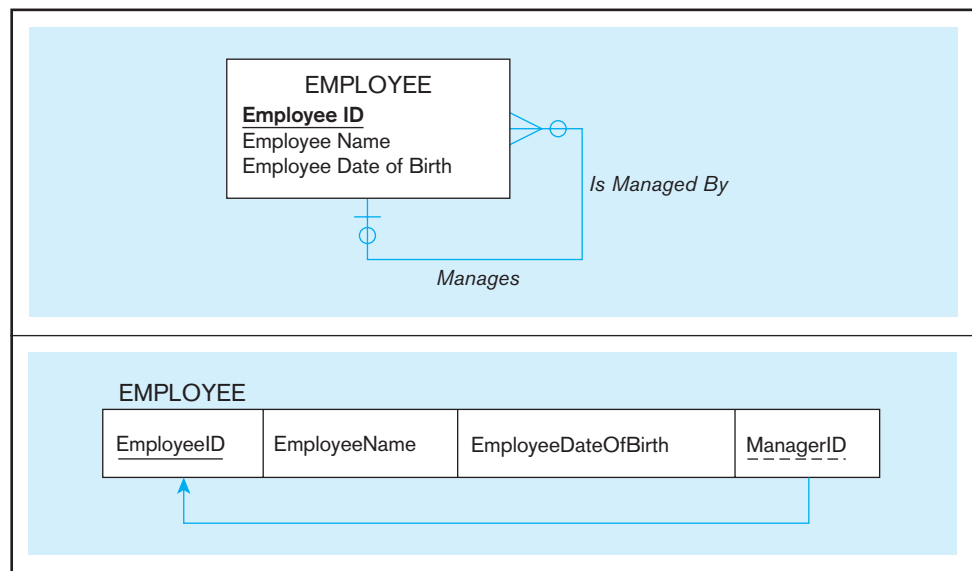 EMPLOYEE
Employee ID
Employee Name
Employee Date of Birth
Is Managed By
Manages
EMPLOYEE
EmployeeID EmployeeName EmployeeDateOfBirth ManagerID